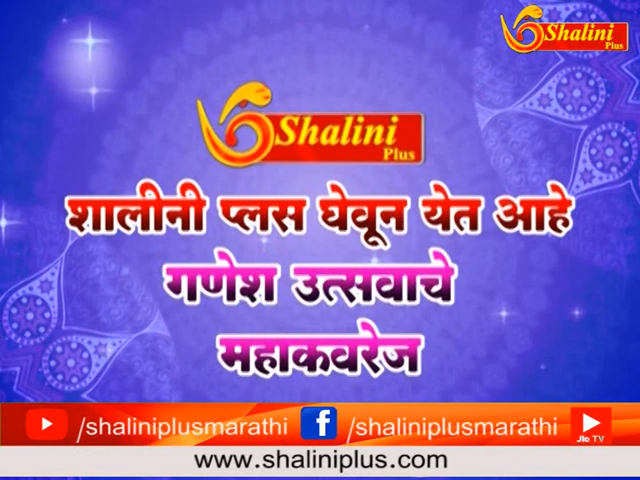 Shalini
Plus
Shalini
Plus
शालीनी प्लस घेवून येत आहे
गणेश उत्सवाचे
महाकवरेज
/shaliniplusmarathi
/shaliniplusmarathi
Jio TV
www.shaliniplus.com